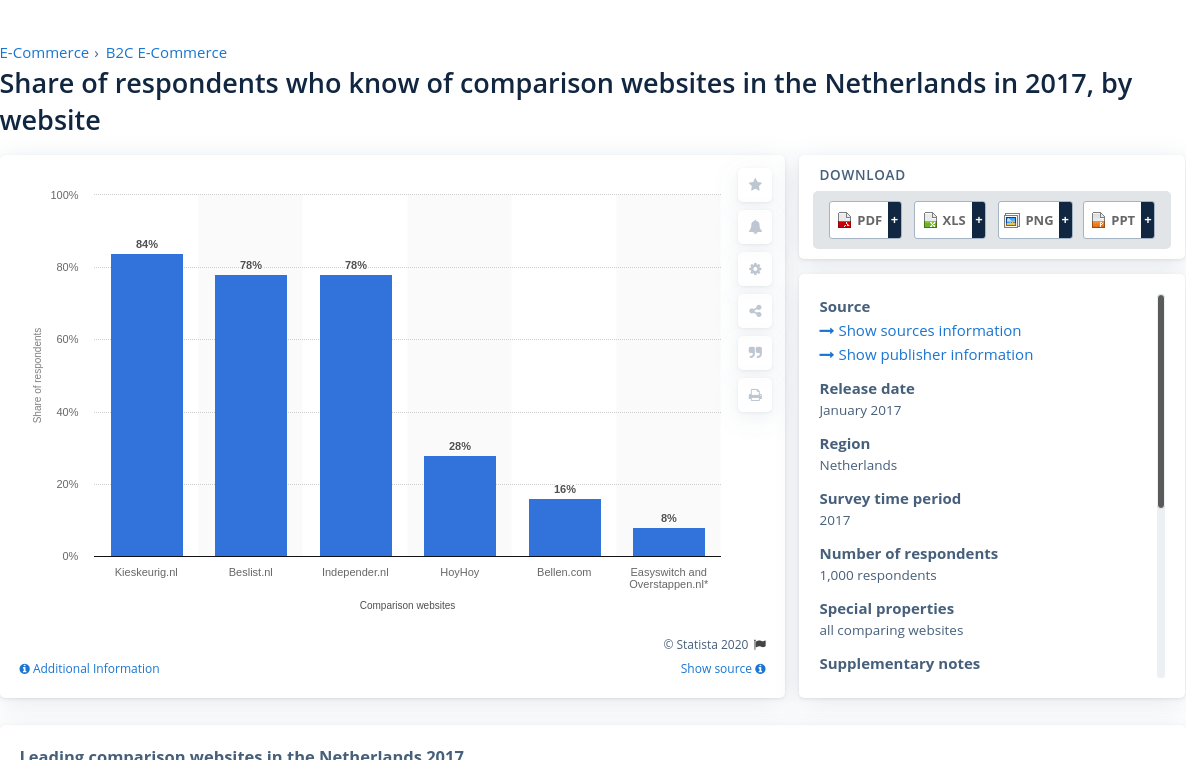 E-Commerce › B2C E-Commerce
Share of respondents who know of comparison websites in the Netherlands in 2017, by
website
100%
80%
60%
40%
20%
0%
Share of respondents
84%
78%
78%
28%
16%
8%
Kieskeurig.nl
Beslist.nl
Independer.nl
HoyHoy
Bellen.com
Easyswitch and
Overstappen.nl*
Comparison websites
© Statista 2020
Additional Information
Show source
DOWNLOAD
PDF +
XLS +
PNG +
PPT +
Source
Show sources information
Show publisher information
Release date
January 2017
Region
Netherlands
Survey time period
2017
Number of respondents
1,000 respondents
Special properties
all comparing websites
Supplementary notes
Leading comparison websites in the Netherlands 2017